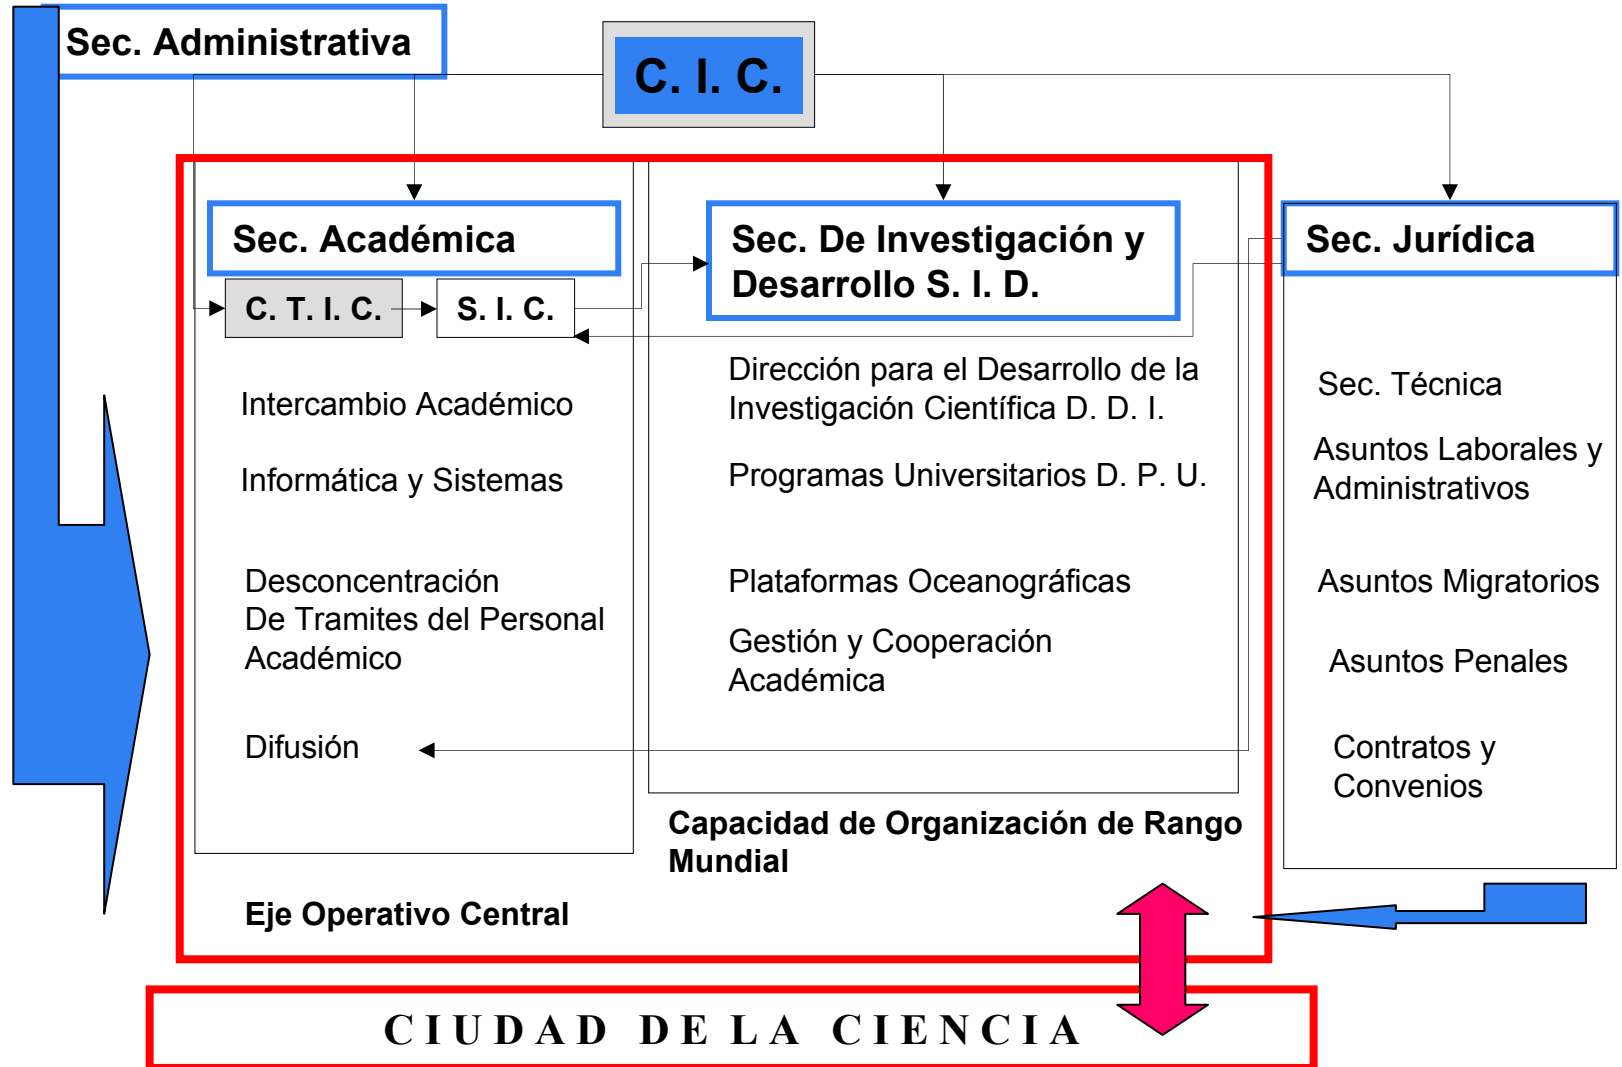 Sec. Administrativa
C. I. C.
Sec. Académica
C. T. I. C.
S. I. C.
Intercambio Académico
Informática y Sistemas
Desconcentración
De Tramites del Personal
Académico
Difusión
Eje Operativo Central
Sec. De Investigación y
Desarrollo S. I. D.
Dirección para el Desarrollo de la
Investigación Científica D. D. I.
Programas Universitarios D. P. U.
Plataformas Oceanográficas
Gestión y Cooperación
Académica
Capacidad de Organización de Rango
Mundial
Sec. Jurídica
Sec. Técnica
Asuntos Laborales y
Administrativos
Asuntos Migratorios
Asuntos Penales
Contratos y
Convenios
CIUDAD DE LA CIENCIA